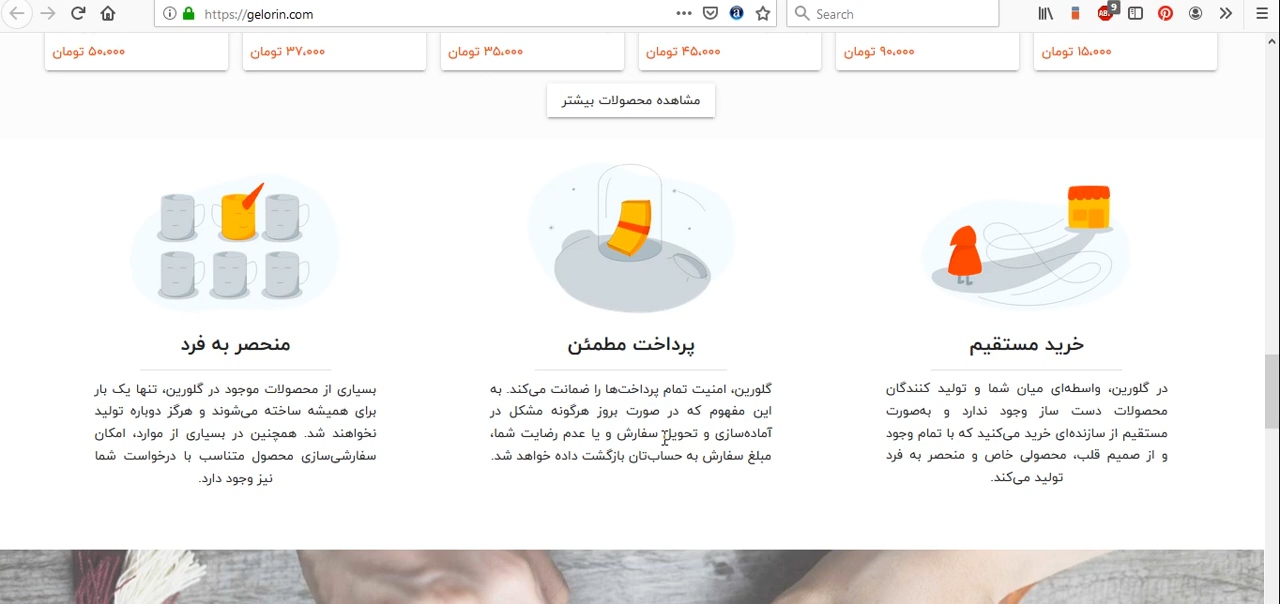 https://gelorin.com
Search
9
۱۵،۰۰۰ تومان
۹۰،۰۰۰ تومان
۴۵،۰۰۰ تومان
۳۵،۰۰۰ تومان
۳۷،۰۰۰ تومان
۵۰،۰۰۰ تومان
مشاهده محصولات بیشتر
خرید مستقیم
در گلورین، واسطه‌ای میان شما و تولید کنندگان
محصولات دست ساز وجود ندارد و به‌صورت
مستقیم از سازنده‌ای خرید می‌کنید که با تمام وجود
و از صمیم قلب، محصولی خاص و منحصر به فرد
تولید می‌کند.
پرداخت مطمئن
گلورین، امنیت تمام پرداخت‌ها را ضمانت می‌کند. به
این مفهوم که در صورت بروز هرگونه مشکل در
آماده‌سازی و تحویل سفارش و یا عدم رضایت شما،
مبلغ سفارش به حساب‌تان بازگشت داده خواهد شد.
منحصر به فرد
بسیاری از محصولات موجود در گلورین، تنها یک بار
برای همیشه ساخته می‌شوند و هرگز دوباره تولید
نخواهند شد. همچنین در بسیاری از موارد، امکان
سفارشی‌سازی محصول متناسب با درخواست شما
نیز وجود دارد.